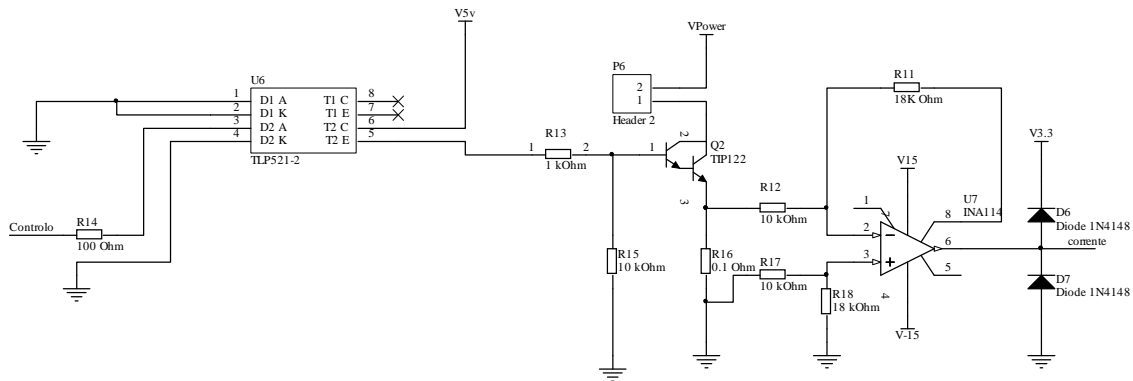 V5v
VPower
U6
P6
R11
1 D1 A T1 C 8
2 D1 K T1 E 7
3 D2 A T2 C 6
4 D2 K T2 E 5
TLP521-2
2
1
Header 2
18K Ohm
R13
1 2
1 kOhm
1
2
Q2
TIP122
3
V3.3
V15
R12
10 kOhm
1
7
U7
INA114
8
2
6
3
5
4
D6
Diode 1N4148
corrente
Controlo
R14
100 Ohm
R15
10 kOhm
R16
0.1 Ohm
R17
10 kOhm
R18
18 kOhm
D7
Diode 1N4148
V-15